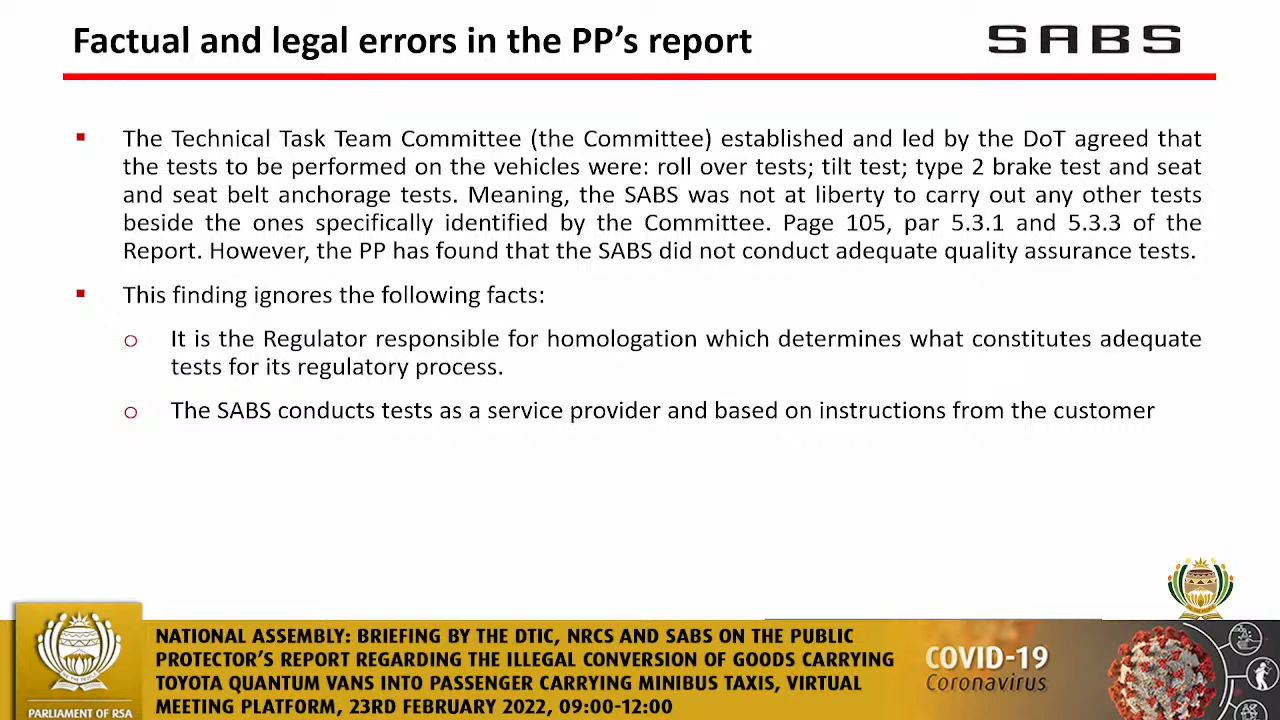 Factual and legal errors in the PP's report
SABS
▪ The Technical Task Team Committee (the Committee) established and led by the DoT agreed that
the tests to be performed on the vehicles were: roll over tests; tilt test; type 2 brake test and seat
and seat belt anchorage tests. Meaning, the SABS was not at liberty to carry out any other tests
beside the ones specifically identified by the Committee. Page 105, par 5.3.1 and 5.3.3 of the
Report. However, the PP has found that the SABS did not conduct adequate quality assurance tests.
▪ This finding ignores the following facts:
o It is the Regulator responsible for homologation which determines what constitutes adequate
tests for its regulatory process.
o The SABS conducts tests as a service provider and based on instructions from the customer
NATIONAL ASSEMBLY: BRIEFING BY THE DTIC, NRCS AND SABS ON THE PUBLIC
PROTECTOR'S REPORT REGARDING THE ILLEGAL CONVERSION OF GOODS CARRYING
TOYOTA QUANTUM VANS INTO PASSENGER CARRYING MINIBUS TAXIS, VIRTUAL
MEETING PLATFORM, 23RD FEBRUARY 2022, 09:00-12:00
PARLIAMENT OF RSA
COVID-19
Coronavirus